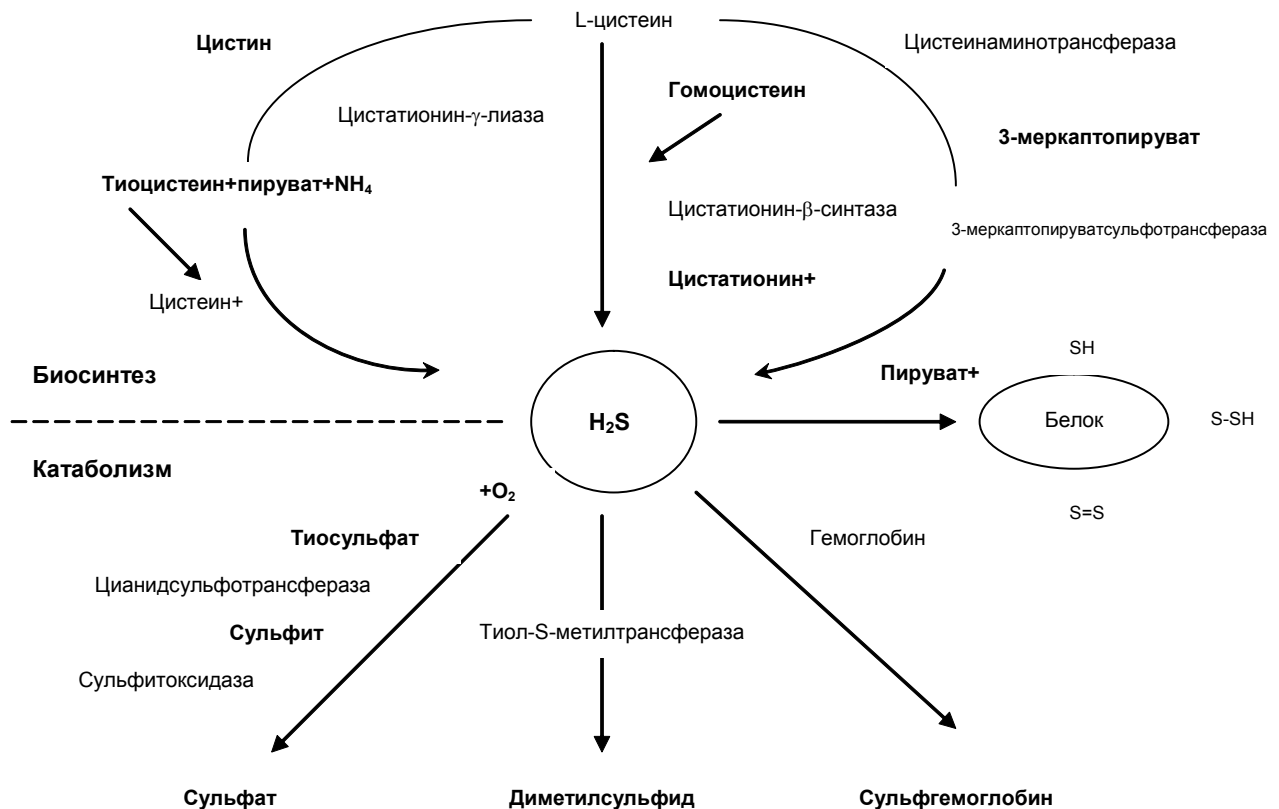 L-цистеин
Цистин
Цистеинаминотрансфераза
Гомоцистеин
Цистатионин-γ-лиаза
3-меркаптопируват
Тиоцистеин+пируват+NH₄
Цистатионин-β-синтаза
3-меркаптопируватсульфотрансфераза
Цистатионин+
Цистеин+
SH
Биосинтез
Пируват+
H₂S
Белок
S-SH
Катаболизм
+O₂
S=S
Тиосульфат
Гемоглобин
Цианидсульфотрансфераза
Сульфит
Тиол-S-метилтрансфераза
Сульфитоксидаза
Сульфат
Диметилсульфид
Сульфгемоглобин